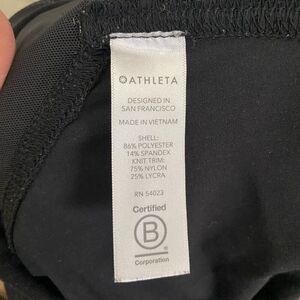 ATHLETA
DESIGNED IN
SAN FRANCISCO
MADE IN VIETNAM
SHELL:
86% POLYESTER
14% SPANDEX
KNIT TRIM:
75% NYLON
25% LYCRA
RN 54023
Certified
B
Corporation